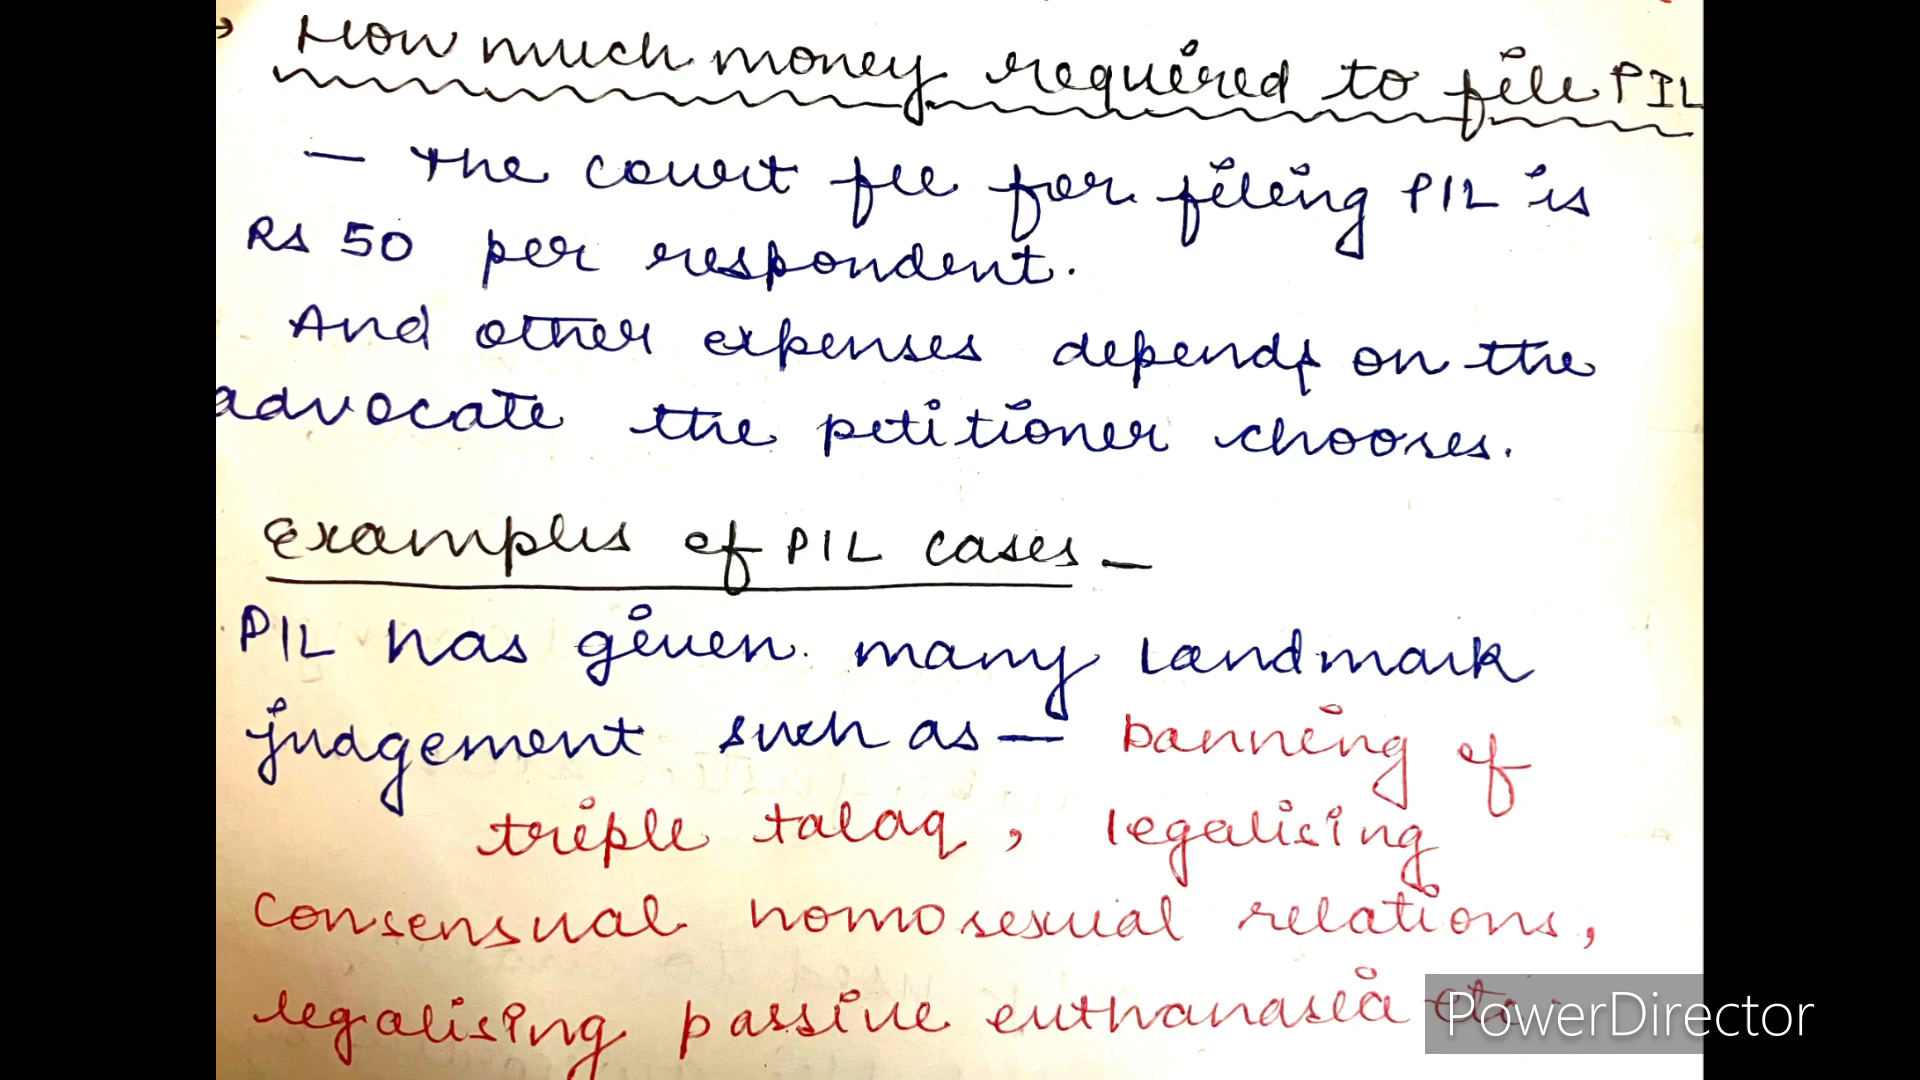 → How much money required to file PIL
— The court fee for fileing PIL is
Rs 50 per respondent.
And other expenses depends on the
advocate the petitioner chooses.
Examples of PIL cases –
PIL has given many landmark
judgement such as — banning of
triple talaq, legalising
consensual homosexual relations,
legalising passive euthanasia etc.
PowerDirector